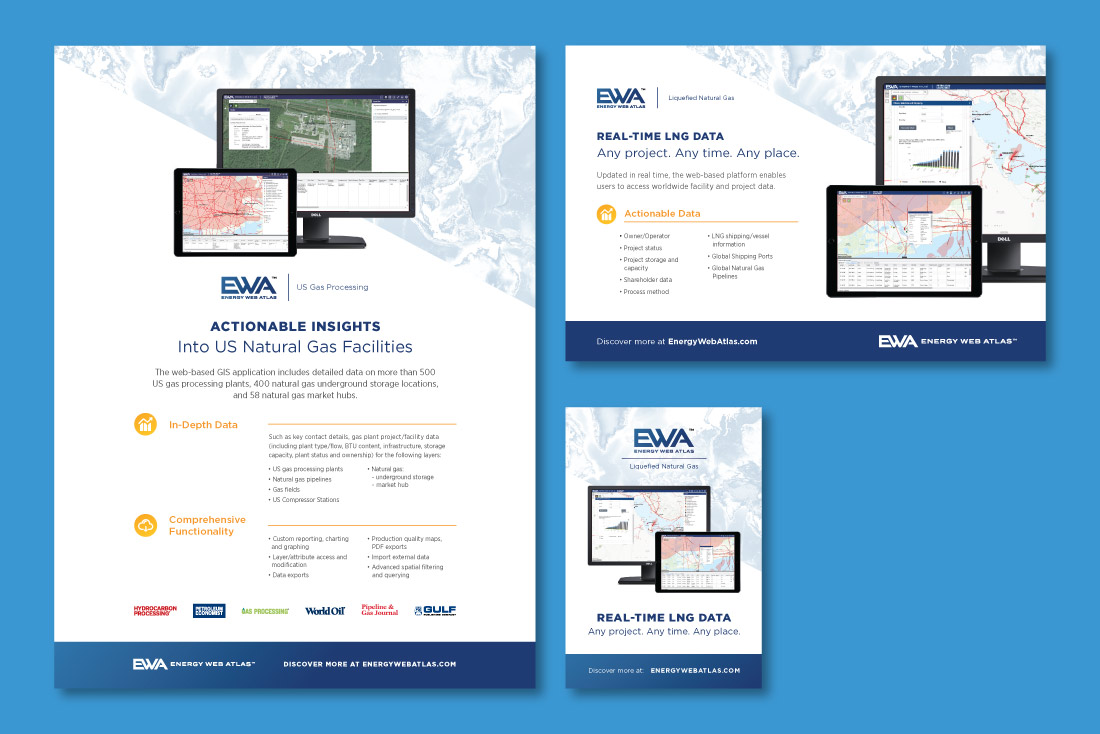 DELL
EWA™
ENERGY WEB ATLAS
US Gas Processing
ACTIONABLE INSIGHTS
Into US Natural Gas Facilities
The web-based GIS application includes detailed data on more than 500
US gas processing plants, 400 natural gas underground storage locations,
and 58 natural gas market hubs.
In-Depth Data
Such as key contact details, gas plant project/facility data
(including plant type/flow, BTU content, infrastructure, storage
capacity, plant status and ownership) for the following layers:
• US gas processing plants
• Natural gas pipelines
• Gas fields
• US Compressor Stations
• Natural gas:
- underground storage
- market hub
Comprehensive
Functionality
• Custom reporting, charting
and graphing
• Layer/attribute access and
modification
• Data exports
• Production quality maps,
PDF exports
• Import external data
• Advanced spatial filtering
and querying
HYDROCARBON
PROCESSING®
PETROLEUM
ECONOMIST
GAS PROCESSING
World Oil®
Pipeline &
Gas Journal
GULF
EWA ENERGY WEB ATLAS™
DISCOVER MORE AT ENERGYWEBATLAS.COM
EWA™
ENERGY WEB ATLAS
Liquefied Natural Gas
REAL-TIME LNG DATA
Any project. Any time. Any place.
Updated in real time, the web-based platform enables
users to access worldwide facility and project data.
Actionable Data
• Owner/Operator
• Project status
• Project storage and
capacity
• Shareholder data
• Process method
• LNG shipping/vessel
information
• Global Shipping Ports
• Global Natural Gas
Pipelines
DELL
Discover more at EnergyWebAtlas.com
EWA ENERGY WEB ATLAS™
EWA™
ENERGY WEB ATLAS
Liquefied Natural Gas
REAL-TIME LNG DATA
Any project. Any time. Any place.
Discover more at: ENERGYWEBATLAS.COM